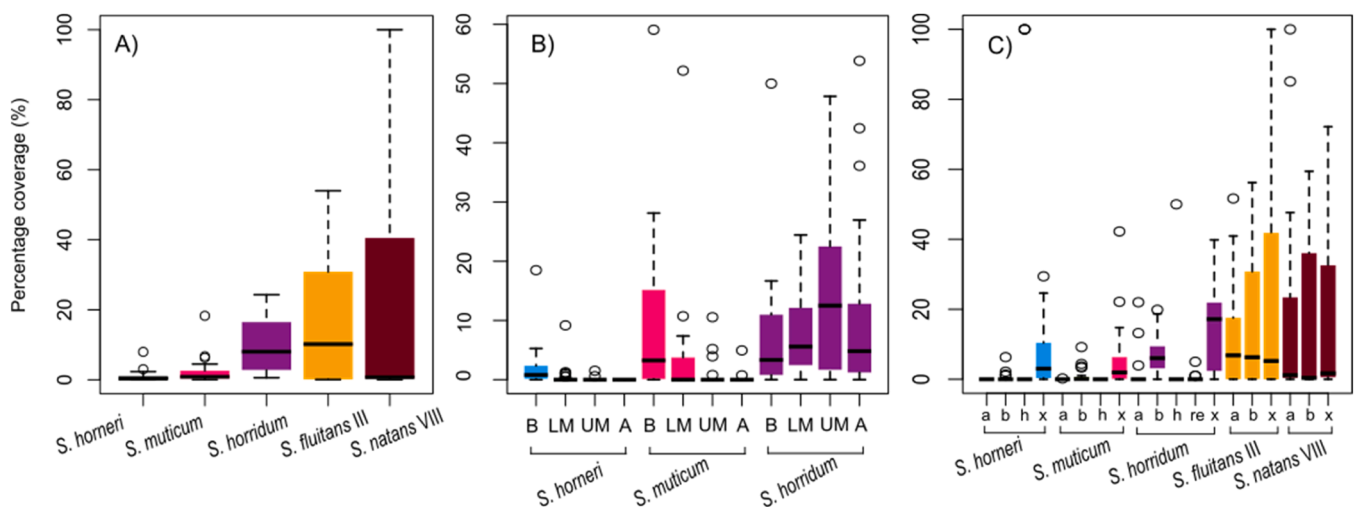 Percentage coverage (%)
A)
100
80
60
40
20
0
S. horneri
S. muticum
S. horridum
S. fluitans III
S. natans VIII
B)
60
50
40
30
20
10
0
B LM UM A B LM UM A B LM UM A
S. horneri
S. muticum
S. horridum
C)
100
80
60
40
20
0
a b h x a b h x a b h re x a b x a b x
S. horneri
S. muticum
S. horridum
S. fluitans III
S. natans VIII